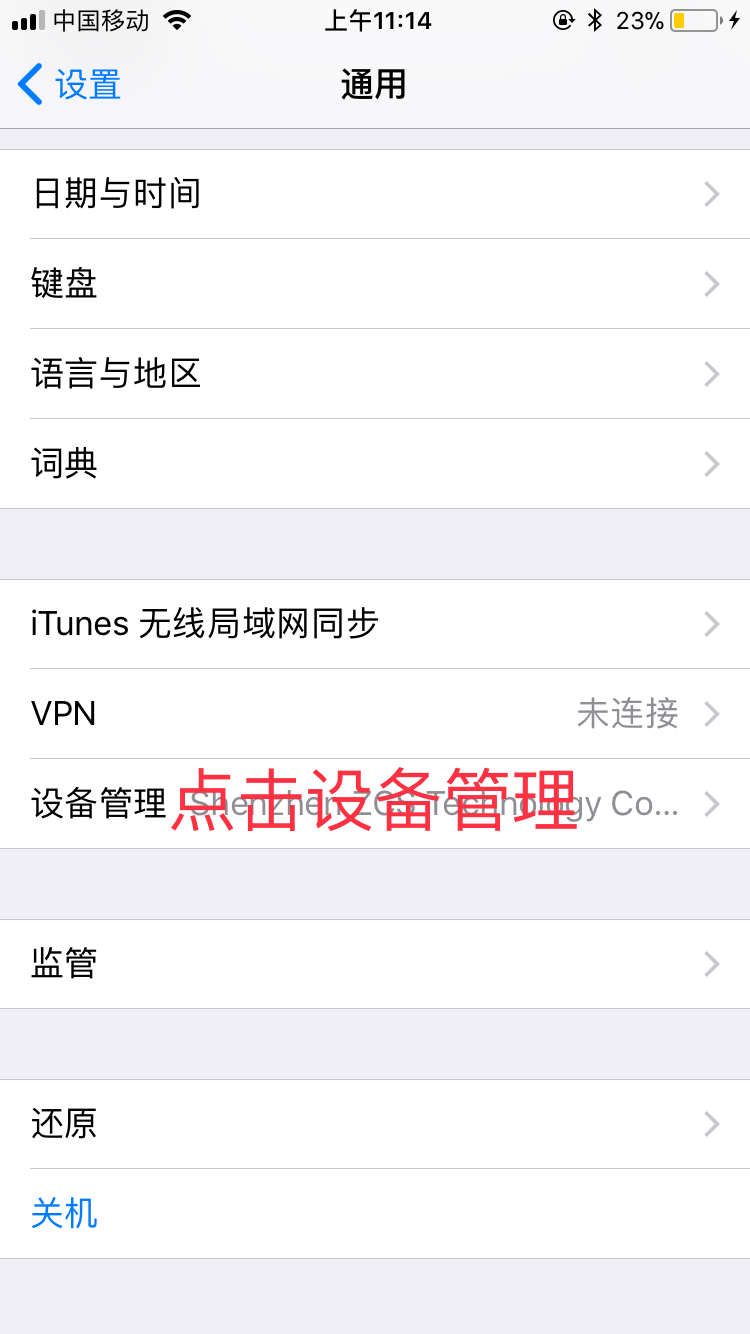 中国移动 上午11:14 23%
设置 通用
日期与时间
键盘
语言与地区
词典
iTunes 无线局域网同步
VPN 未连接
设备管理 Shenzhen ZCS Technology Co...
点击设备管理
监管
还原
关机